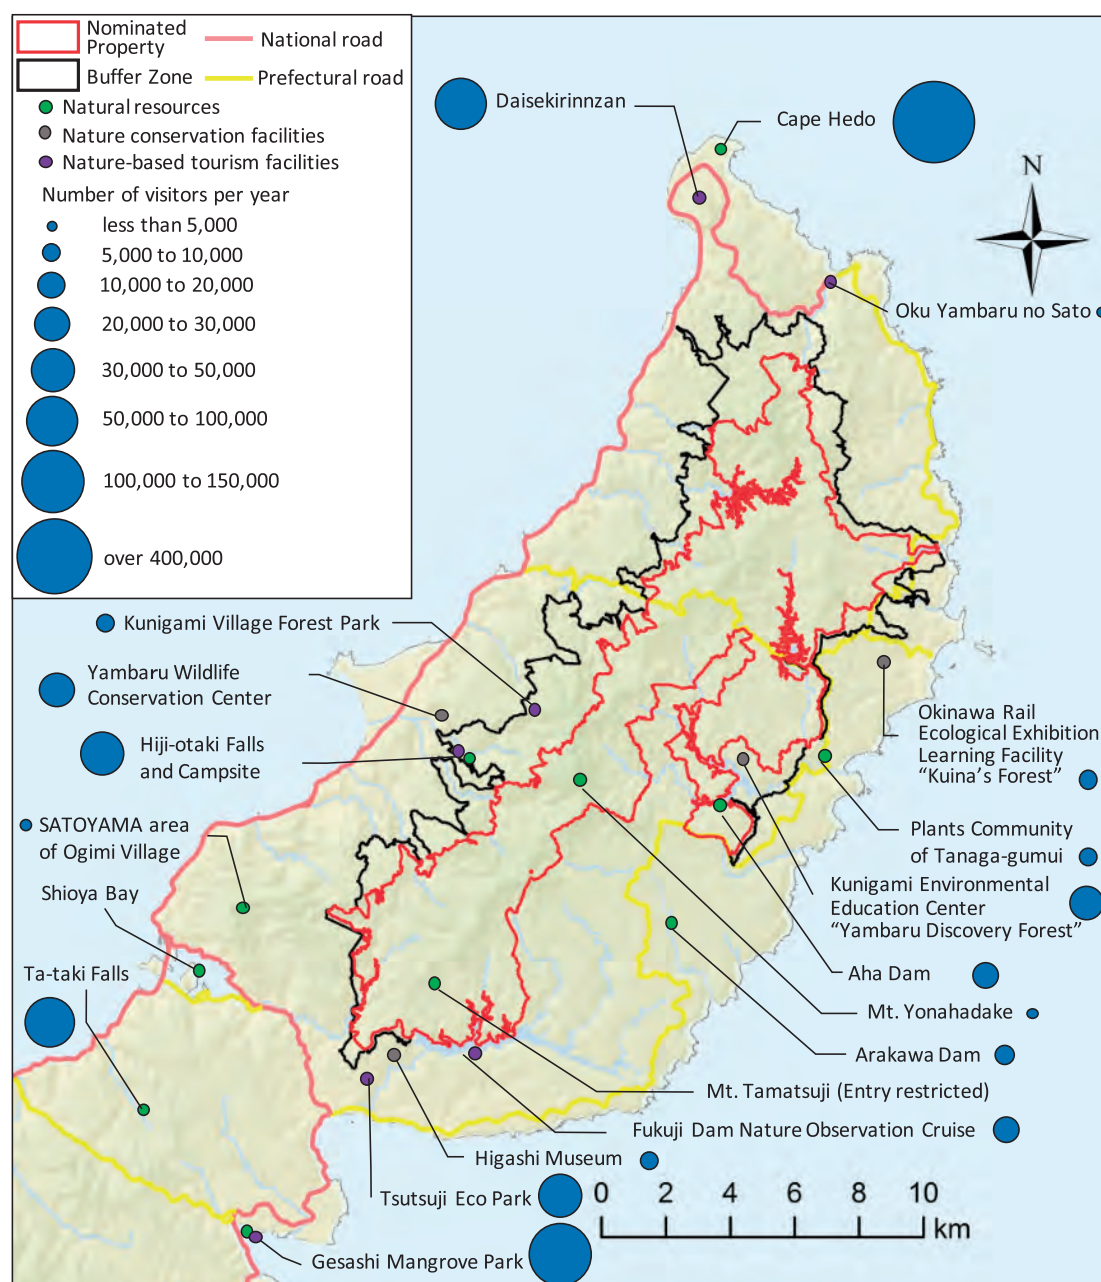 Nominated
Property
National road
Buffer Zone
Prefectural road
Natural resources
Nature conservation facilities
Nature-based tourism facilities
Number of visitors per year
less than 5,000
5,000 to 10,000
10,000 to 20,000
20,000 to 30,000
30,000 to 50,000
50,000 to 100,000
100,000 to 150,000
over 400,000
Daisekirinnzan
Cape Hedo
N
Oku Yambaru no Sato
Kunigami Village Forest Park
Yambaru Wildlife
Conservation Center
Hiji-otaki Falls
and Campsite
SATOYAMA area
of Ogimi Village
Shioya Bay
Ta-taki Falls
Okinawa Rail
Ecological Exhibition
Learning Facility
“Kuina’s Forest”
Plants Community
of Tanaga-gumui
Kunigami Environmental
Education Center
“Yambaru Discovery Forest”
Aha Dam
Mt. Yonahadake
Arakawa Dam
Mt. Tamatsuji (Entry restricted)
Fukuji Dam Nature Observation Cruise
Higashi Museum
Tsutsuji Eco Park
Gesashi Mangrove Park
0 2 4 6 8 10
km